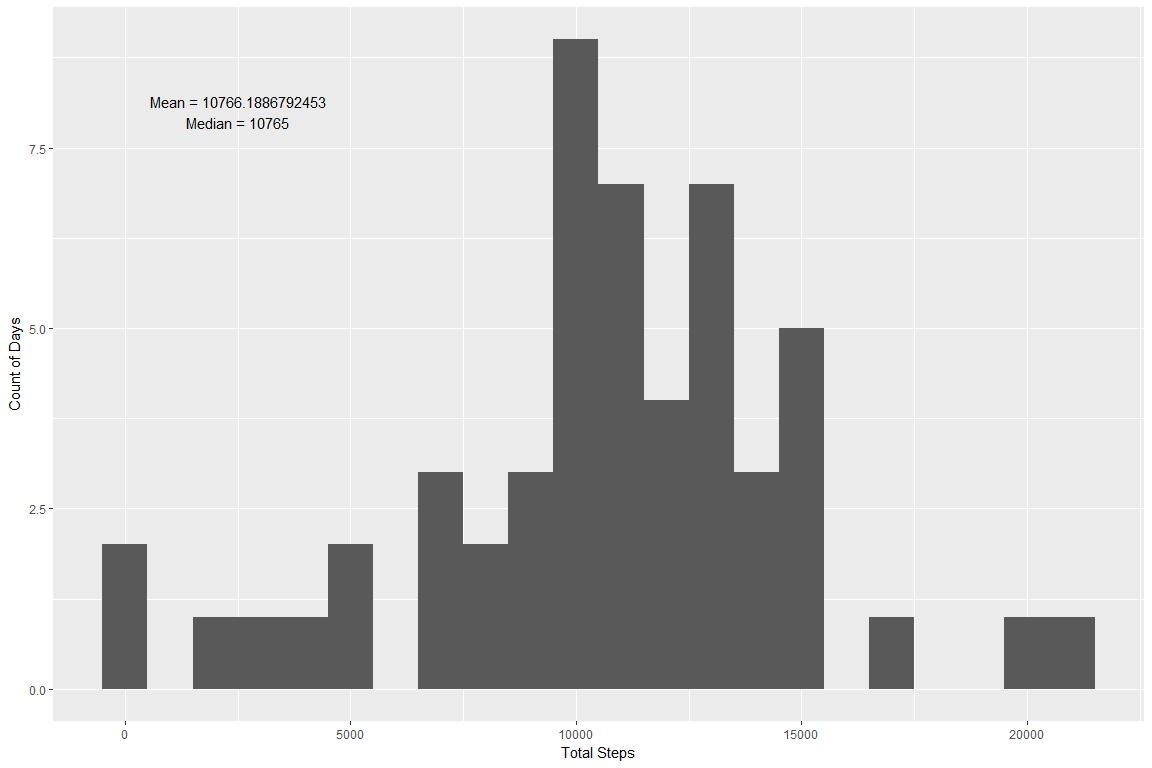 Mean = 10766.1886792453
Median = 10765
Count of Days
7.5
5.0
2.5
0.0
0
5000
10000
15000
20000
Total Steps